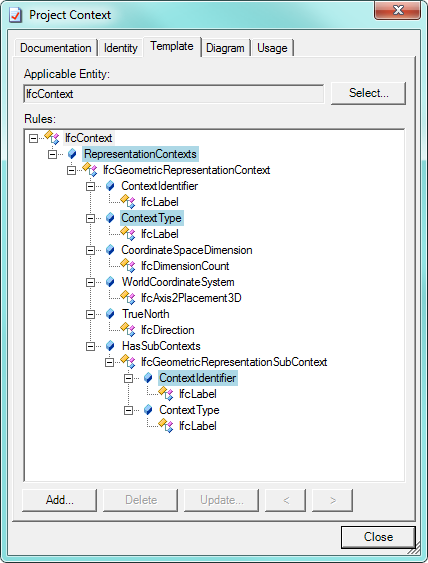 Project Context
Documentation Identity Template Diagram Usage
Applicable Entity:
IfcContext Select...
Rules:
IfcContext
RepresentationContexts
IfcGeometricRepresentationContext
ContextIdentifier
IfcLabel
ContextType
IfcLabel
CoordinateSpaceDimension
IfcDimensionCount
WorldCoordinateSystem
IfcAxis2Placement3D
TrueNorth
IfcDirection
HasSubContexts
IfcGeometricRepresentationSubContext
ContextIdentifier
IfcLabel
ContextType
IfcLabel
Add... Delete Update... < >
Close